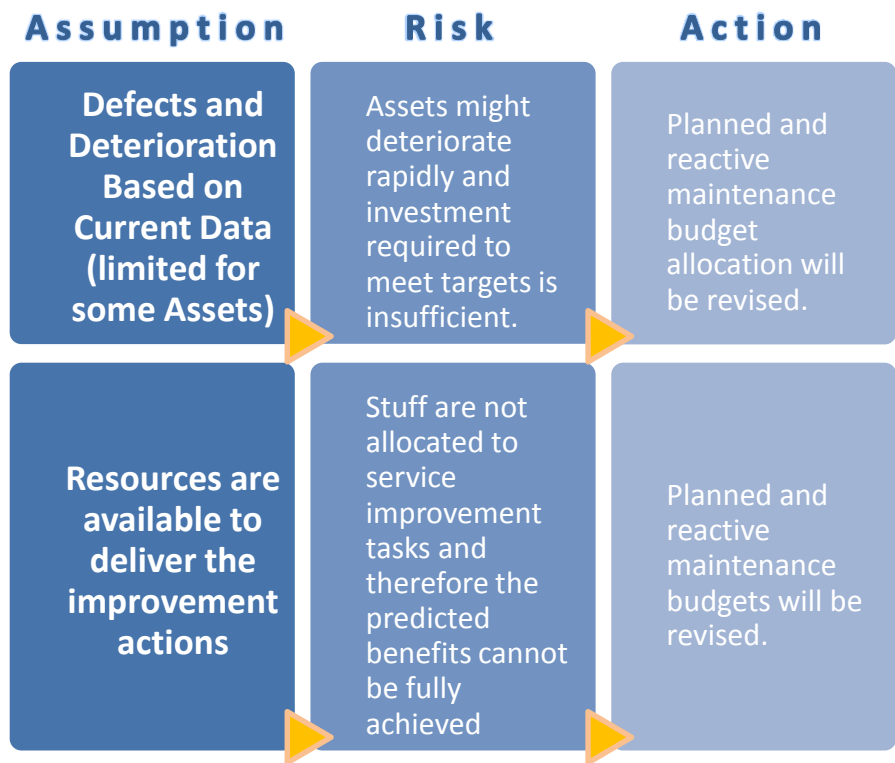 Assumption
Risk
Action
Defects and
Deterioration
Based on
Current Data
(limited for
some Assets)
Assets might
deteriorate
rapidly and
investment
required to
meet targets is
insufficient.
Planned and
reactive
maintenance
budget
allocation will
be revised.
Resources are
available to
deliver the
improvement
actions
Stuff are not
allocated to
service
improvement
tasks and
therefore the
predicted
benefits cannot
be fully
achieved
Planned and
reactive
maintenance
budgets will be
revised.